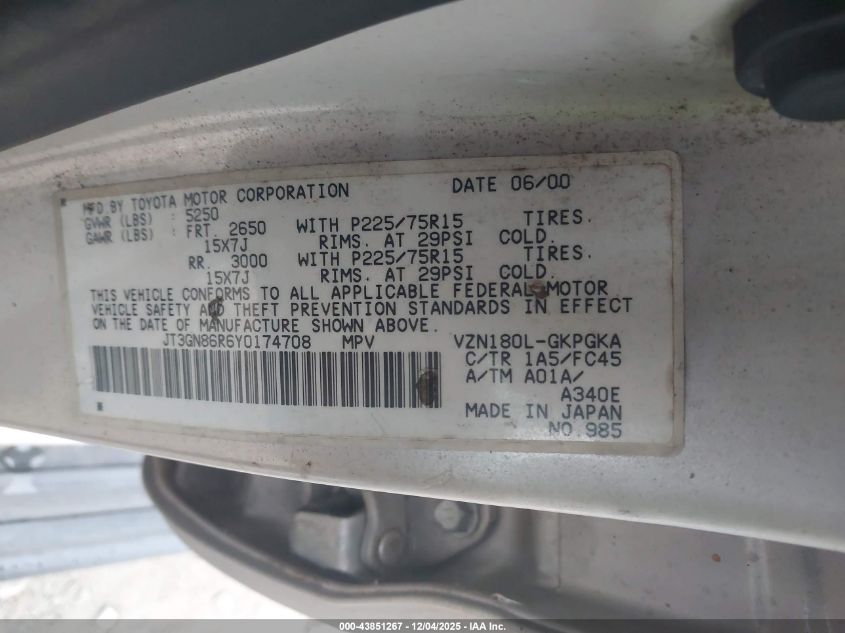 MFD BY TOYOTA MOTOR CORPORATION DATE 06/00
GVWR (LBS) : 5250
GAWR (LBS) : FRT. 2650 WITH P225/75R15 TIRES.
15X7J RIMS. AT 29PSI COLD.
RR. 3000 WITH P225/75R15 TIRES.
15X7J RIMS. AT 29PSI COLD.
THIS VEHICLE CONFORMS TO ALL APPLICABLE FEDERAL MOTOR
VEHICLE SAFETY AND THEFT PREVENTION STANDARDS IN EFFECT
ON THE DATE OF MANUFACTURE SHOWN ABOVE.
JT3GN86R6Y0174708 MPV VZN180L-GKPGKA
C/TR 1A5/FC45
A/TM A01A/
A340E
MADE IN JAPAN
NO 985
000-43851267 - 12/04/2025 - IAA Inc.